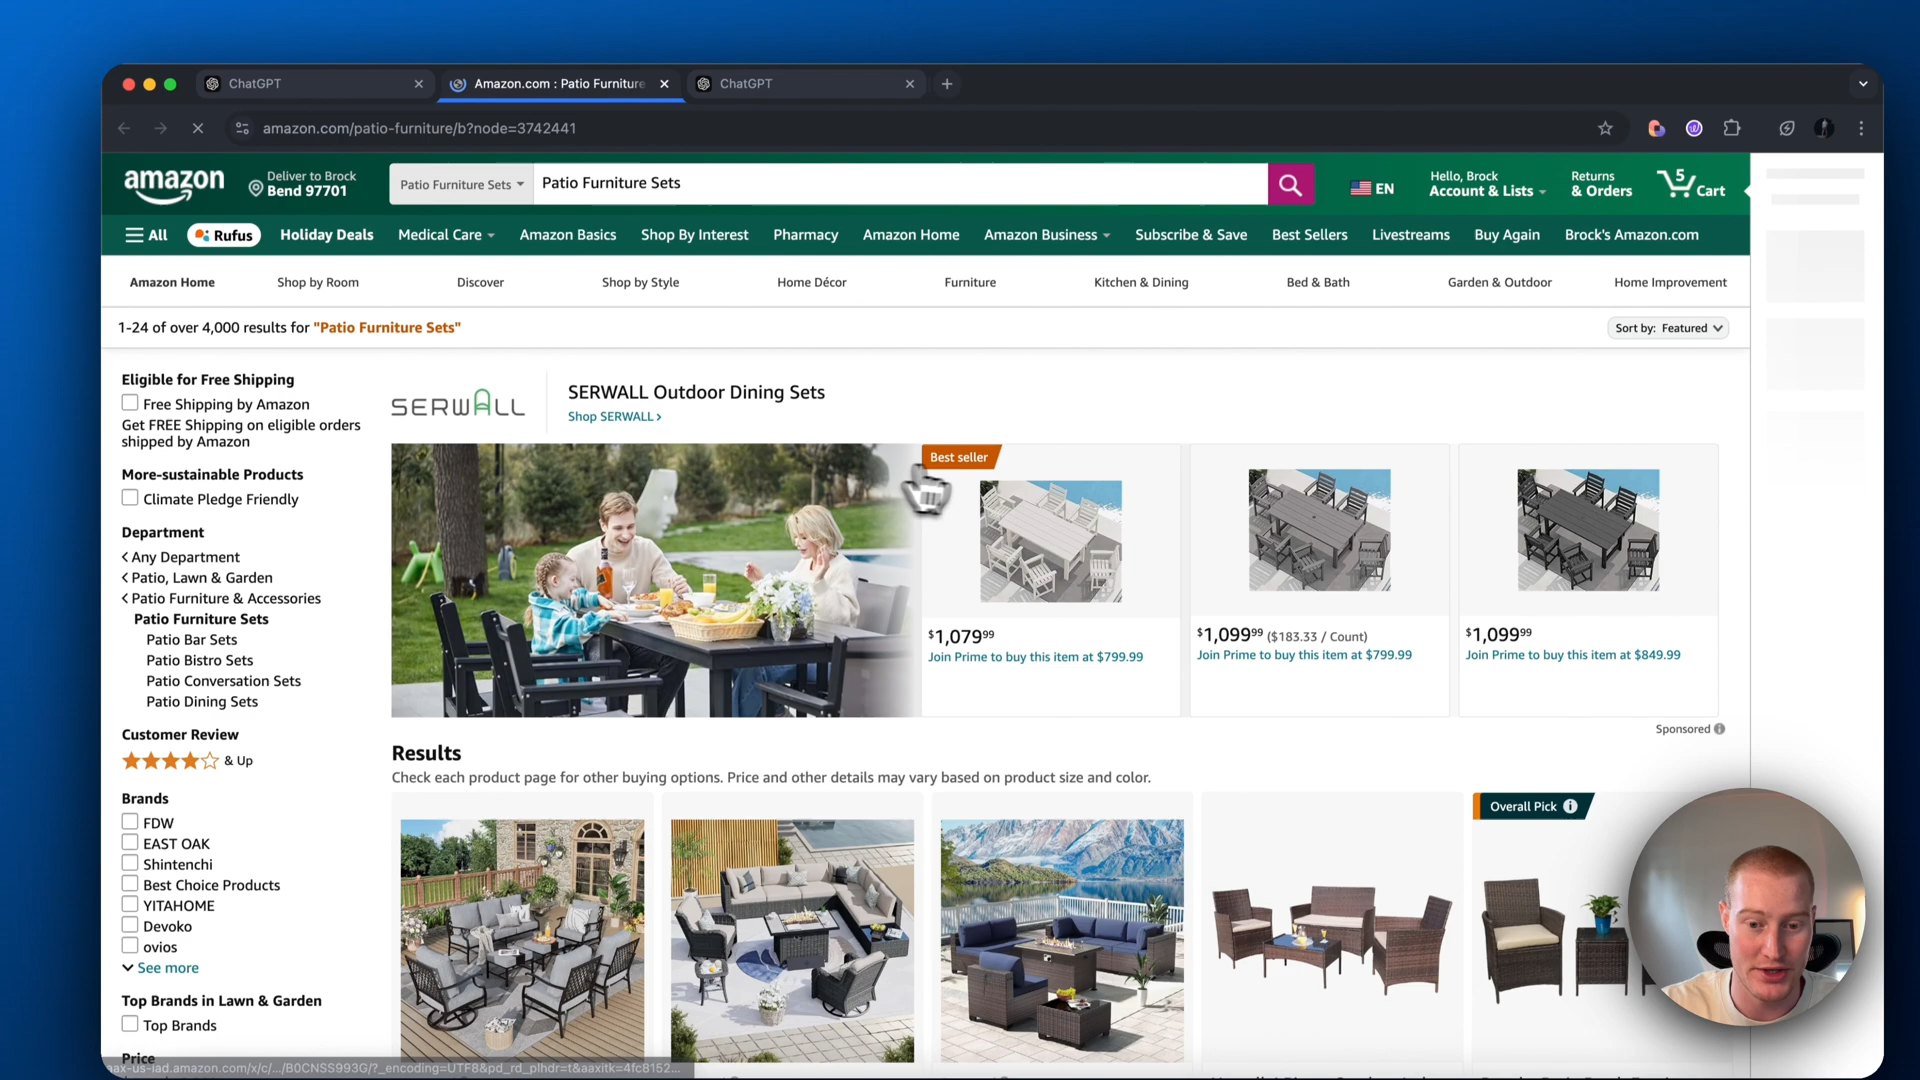 ChatGPT
Amazon.com : Patio Furniture
ChatGPT
amazon.com/patio-furniture/b?node=3742441
amazon
Deliver to Brock
Bend 97701
Patio Furniture Sets
Patio Furniture Sets
EN
Hello, Brock
Account & Lists
Returns
& Orders
5
Cart
All
Rufus
Holiday Deals
Medical Care
Amazon Basics
Shop By Interest
Pharmacy
Amazon Home
Amazon Business
Subscribe & Save
Best Sellers
Livestreams
Buy Again
Brock's Amazon.com
Amazon Home
Shop by Room
Discover
Shop by Style
Home Décor
Furniture
Kitchen & Dining
Bed & Bath
Garden & Outdoor
Home Improvement
1-24 of over 4,000 results for "Patio Furniture Sets"
Sort by: Featured
Eligible for Free Shipping
Free Shipping by Amazon
Get FREE Shipping on eligible orders
shipped by Amazon
More-sustainable Products
Climate Pledge Friendly
Department
Any Department
Patio, Lawn & Garden
Patio Furniture & Accessories
Patio Furniture Sets
Patio Bar Sets
Patio Bistro Sets
Patio Conversation Sets
Patio Dining Sets
Customer Review
& Up
Brands
FDW
EAST OAK
Shintenchi
Best Choice Products
YITAHOME
Devoko
ovios
See more
Top Brands in Lawn & Garden
Top Brands
Price
SERWALL
SERWALL Outdoor Dining Sets
Shop SERWALL ›
Best seller
$1,079.99
Join Prime to buy this item at $799.99
$1,099.99 ($183.33 / Count)
Join Prime to buy this item at $799.99
$1,099.99
Join Prime to buy this item at $849.99
Sponsored
Results
Check each product page for other buying options. Price and other details may vary based on product size and color.
Overall Pick
ax-us-iad.amazon.com/x/c/.../B0CNSS993G/?_encoding=UTF8&pd_rd_plhdr=t&aaxitk=4fc8152...